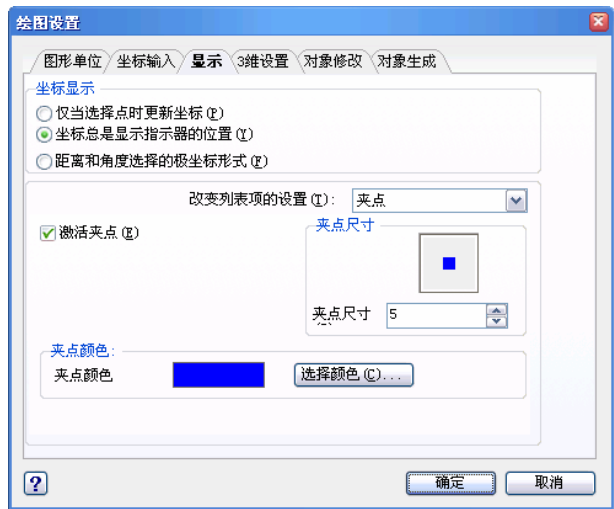 绘图设置
图形单位 坐标输入 显示 3维设置 对象修改 对象生成
坐标显示
仅当选择点时更新坐标(P)
坐标总是显示指示器的位置(Y)
距离和角度选择的极坐标形式(F)
改变列表项的设置(T): 夹点
激活夹点(E)
夹点尺寸
夹点尺寸 5
夹点颜色:
夹点颜色 选择颜色(C)...
? 确定 取消